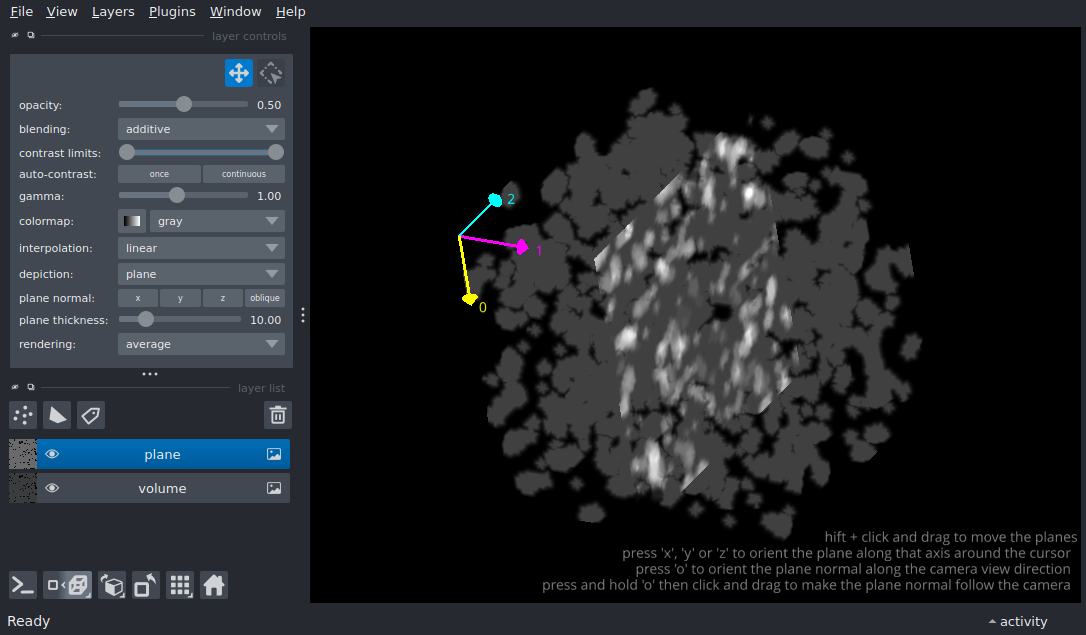 File View Layers Plugins Window Help
layer controls
opacity: 0.50
blending: additive
contrast limits:
auto-contrast: once continuous
gamma: 1.00
colormap: gray
interpolation: linear
depiction: plane
plane normal: x y z oblique
plane thickness: 10.00
rendering: average
layer list
plane
volume
2
1
0
hift + click and drag to move the planes
press 'x', 'y' or 'z' to orient the plane along that axis around the cursor
press 'o' to orient the plane normal along the camera view direction
press and hold 'o' then click and drag to make the plane normal follow the camera
Ready
activity